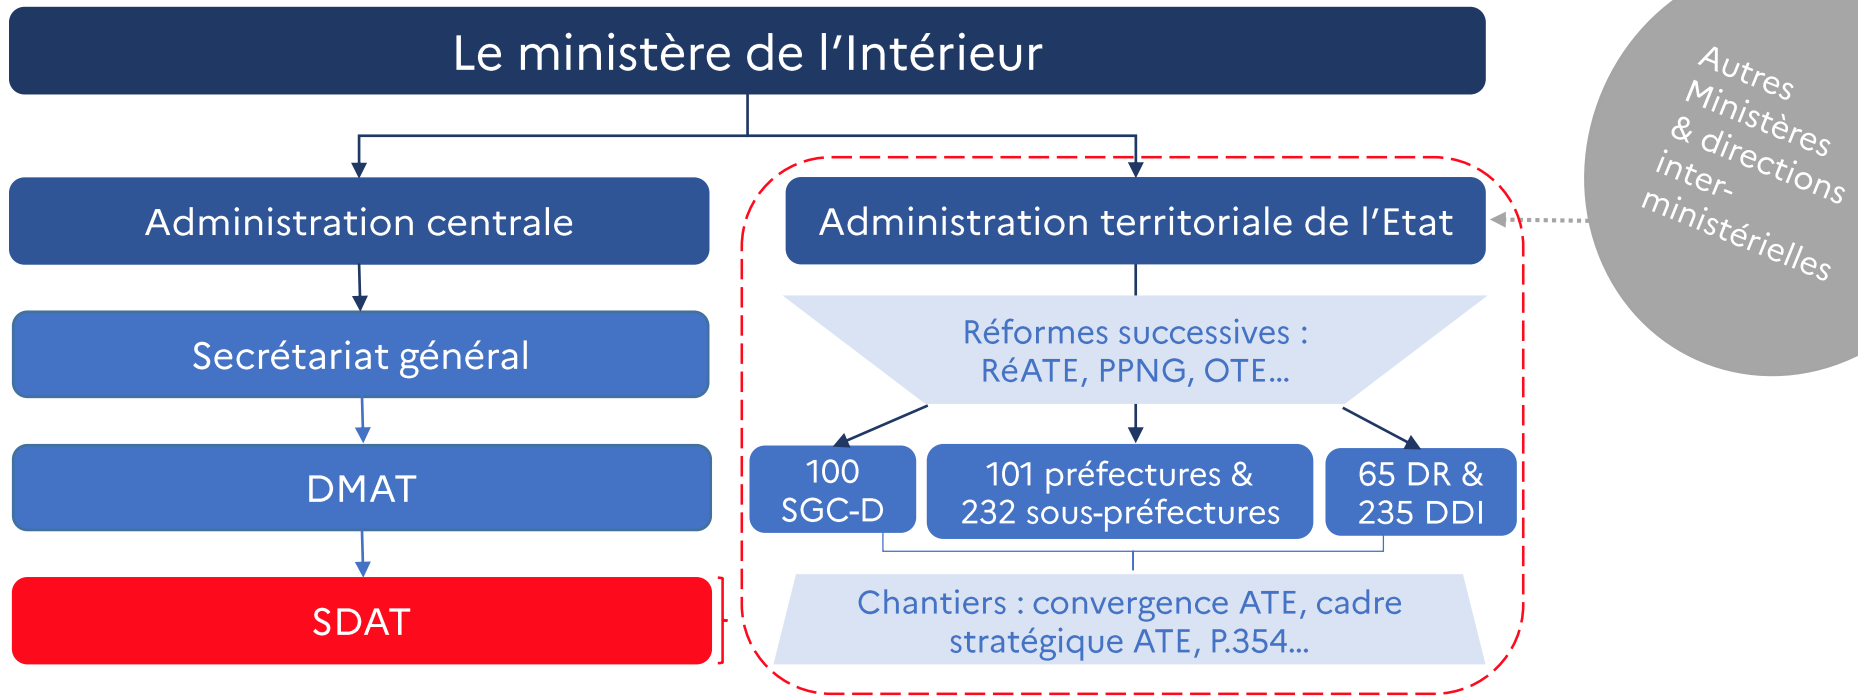 Le ministère de l’Intérieur
Autres
Ministères
& directions
inter-
ministérielles
Administration centrale
Administration territoriale de l’Etat
Secrétariat général
Réformes successives :
RéATE, PPNG, OTE...
DMAT
100
SGC-D
101 préfectures &
232 sous-préfectures
65 DR &
235 DDI
SDAT
Chantiers : convergence ATE, cadre
stratégique ATE, P.354...